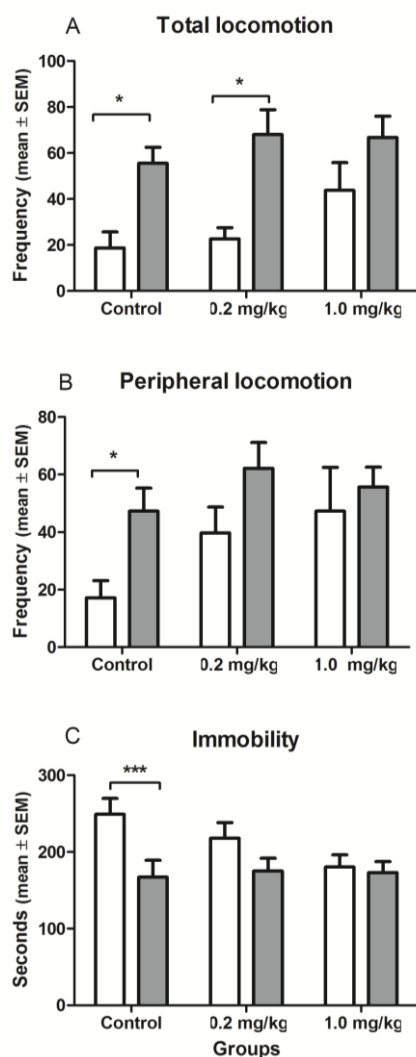 A Total locomotion
Frequency (mean ± SEM)
100
80
60
40
20
0
*
*
Control 0.2 mg/kg 1.0 mg/kg
B Peripheral locomotion
Frequency (mean ± SEM)
80
60
40
20
0
*
Control 0.2 mg/kg 1.0 mg/kg
C Immobility
Seconds (mean ± SEM)
300
200
100
0
***
Control 0.2 mg/kg 1.0 mg/kg
Groups